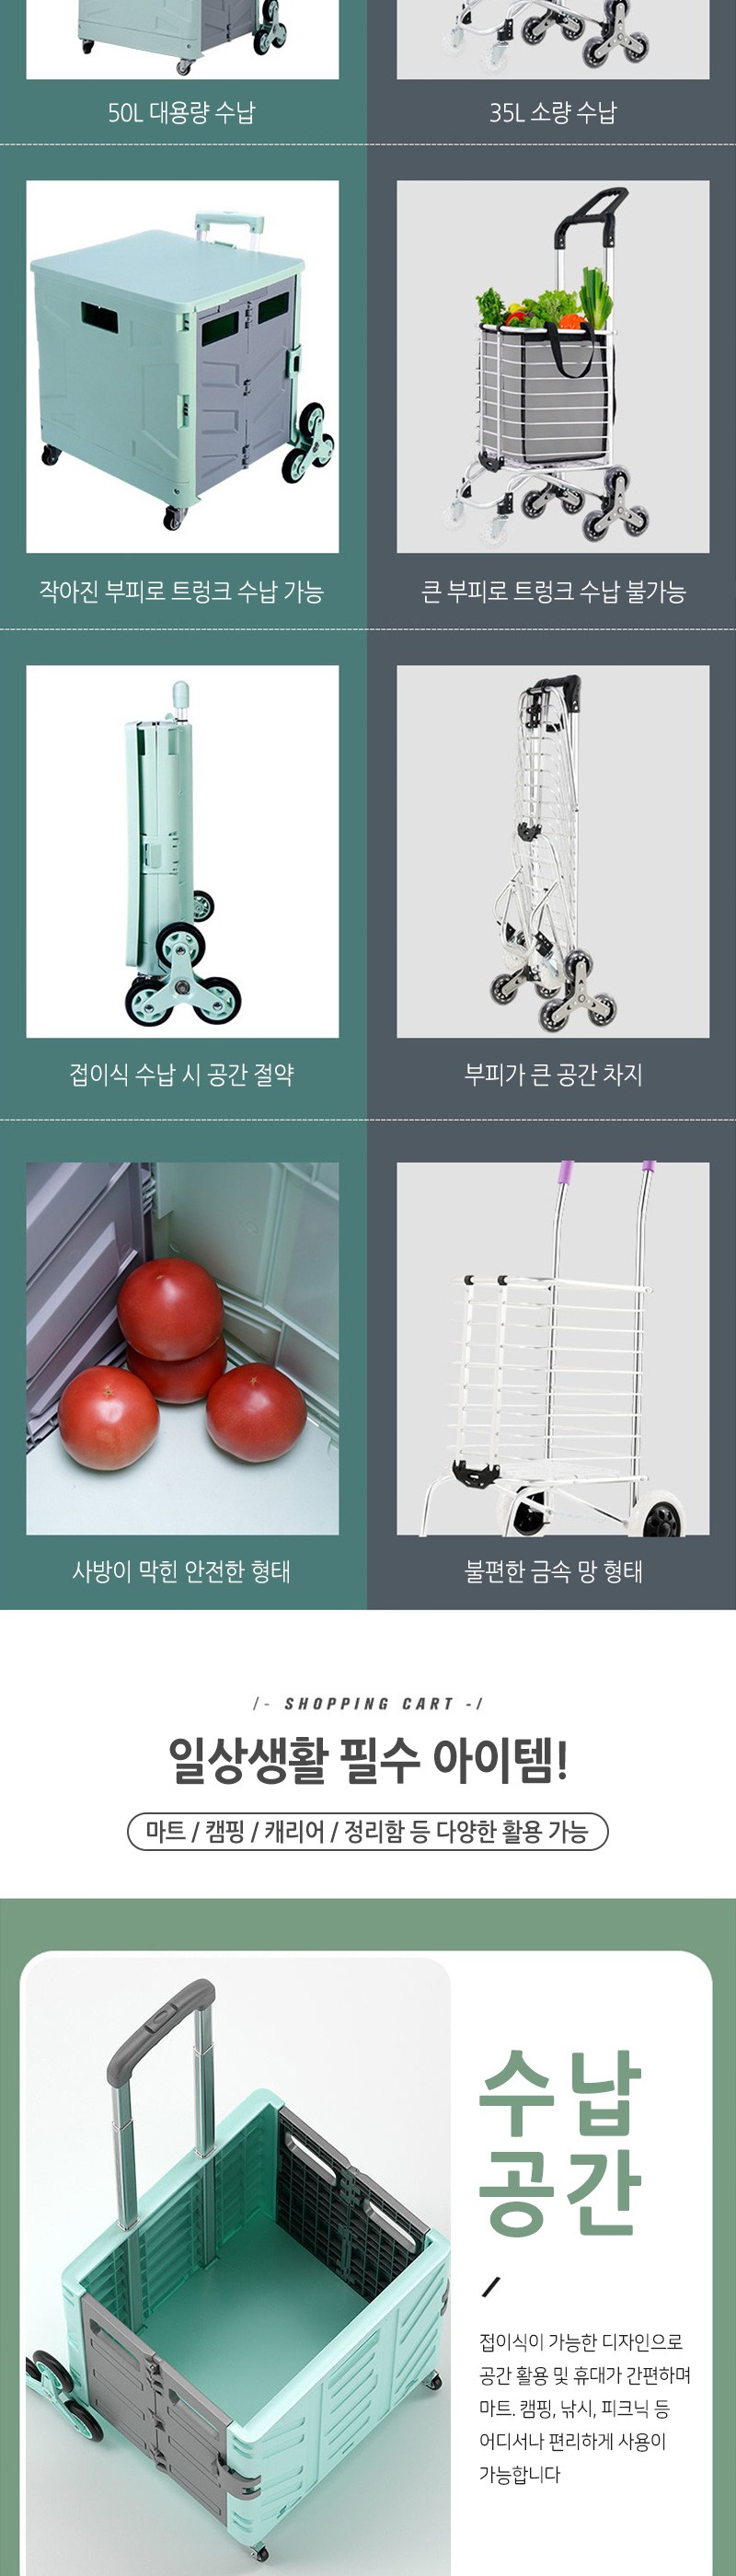 50L 대용량 수납
35L 소량 수납
작아진 부피로 트렁크 수납 가능
큰 부피로 트렁크 수납 불가능
접이식 수납 시 공간 절약
부피가 큰 공간 차지
사방이 막힌 안전한 형태
불편한 금속 망 형태
/- SHOPPING CART -/
일상생활 필수 아이템!
마트 / 캠핑 / 캐리어 / 정리함 등 다양한 활용 가능
수납
공간
접이식이 가능한 디자인으로
공간 활용 및 휴대가 간편하며
마트. 캠핑, 낚시, 피크닉 등
어디서나 편리하게 사용이
가능합니다